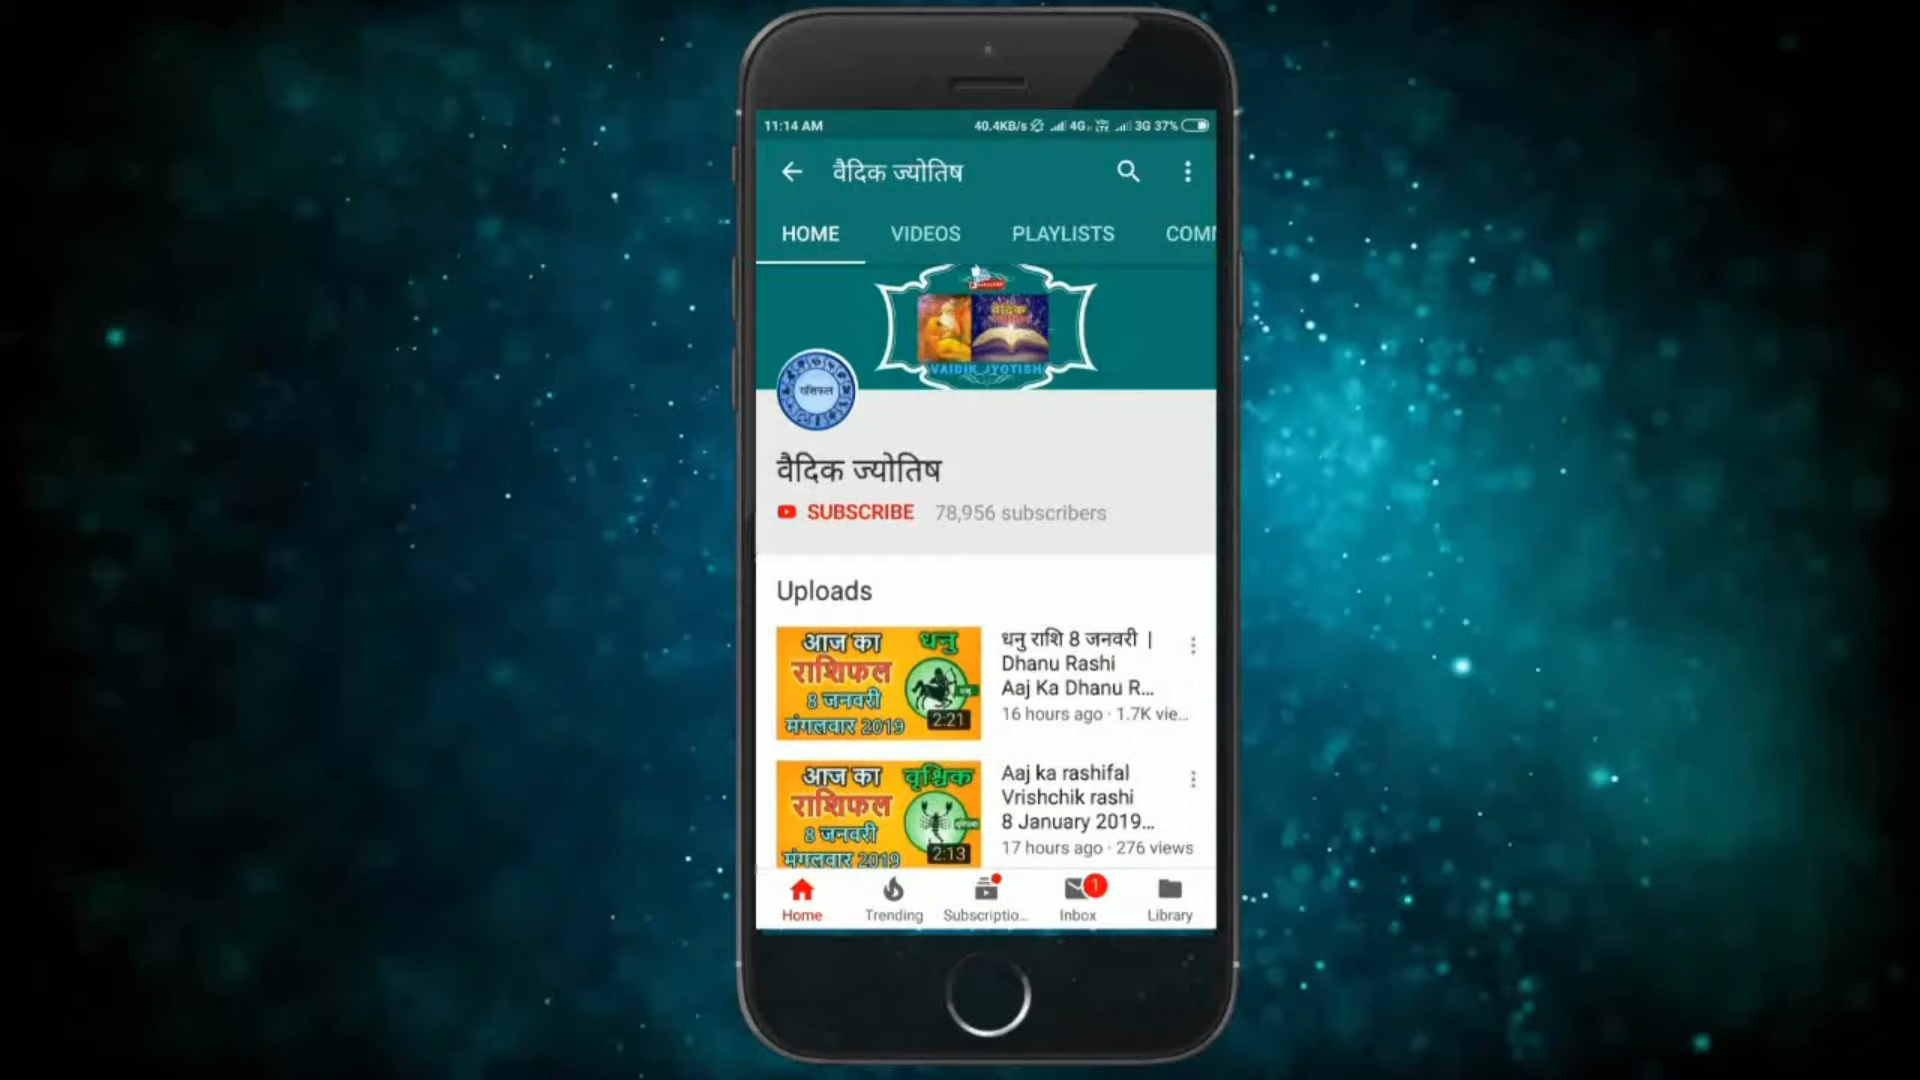 11:14 AM
40.4KB/s 4G VoLTE 3G 37%
वैदिक ज्योतिष
HOME VIDEOS PLAYLISTS COMM
वैदिक
VAIDIK JYOTISH
राशिफल
वैदिक ज्योतिष
SUBSCRIBE 78,956 subscribers
Uploads
आज का धनु
राशिफल
8 जनवरी
मंगलवार 2019
2:21
धनु राशि 8 जनवरी |
Dhanu Rashi
Aaj Ka Dhanu R...
16 hours ago · 1.7K vie...
आज का वृश्चिक
राशिफल
8 जनवरी
मंगलवार 2019
2:13
Aaj ka rashifal
Vrishchik rashi
8 January 2019...
17 hours ago · 276 views
1
Home Trending Subscriptio... Inbox Library